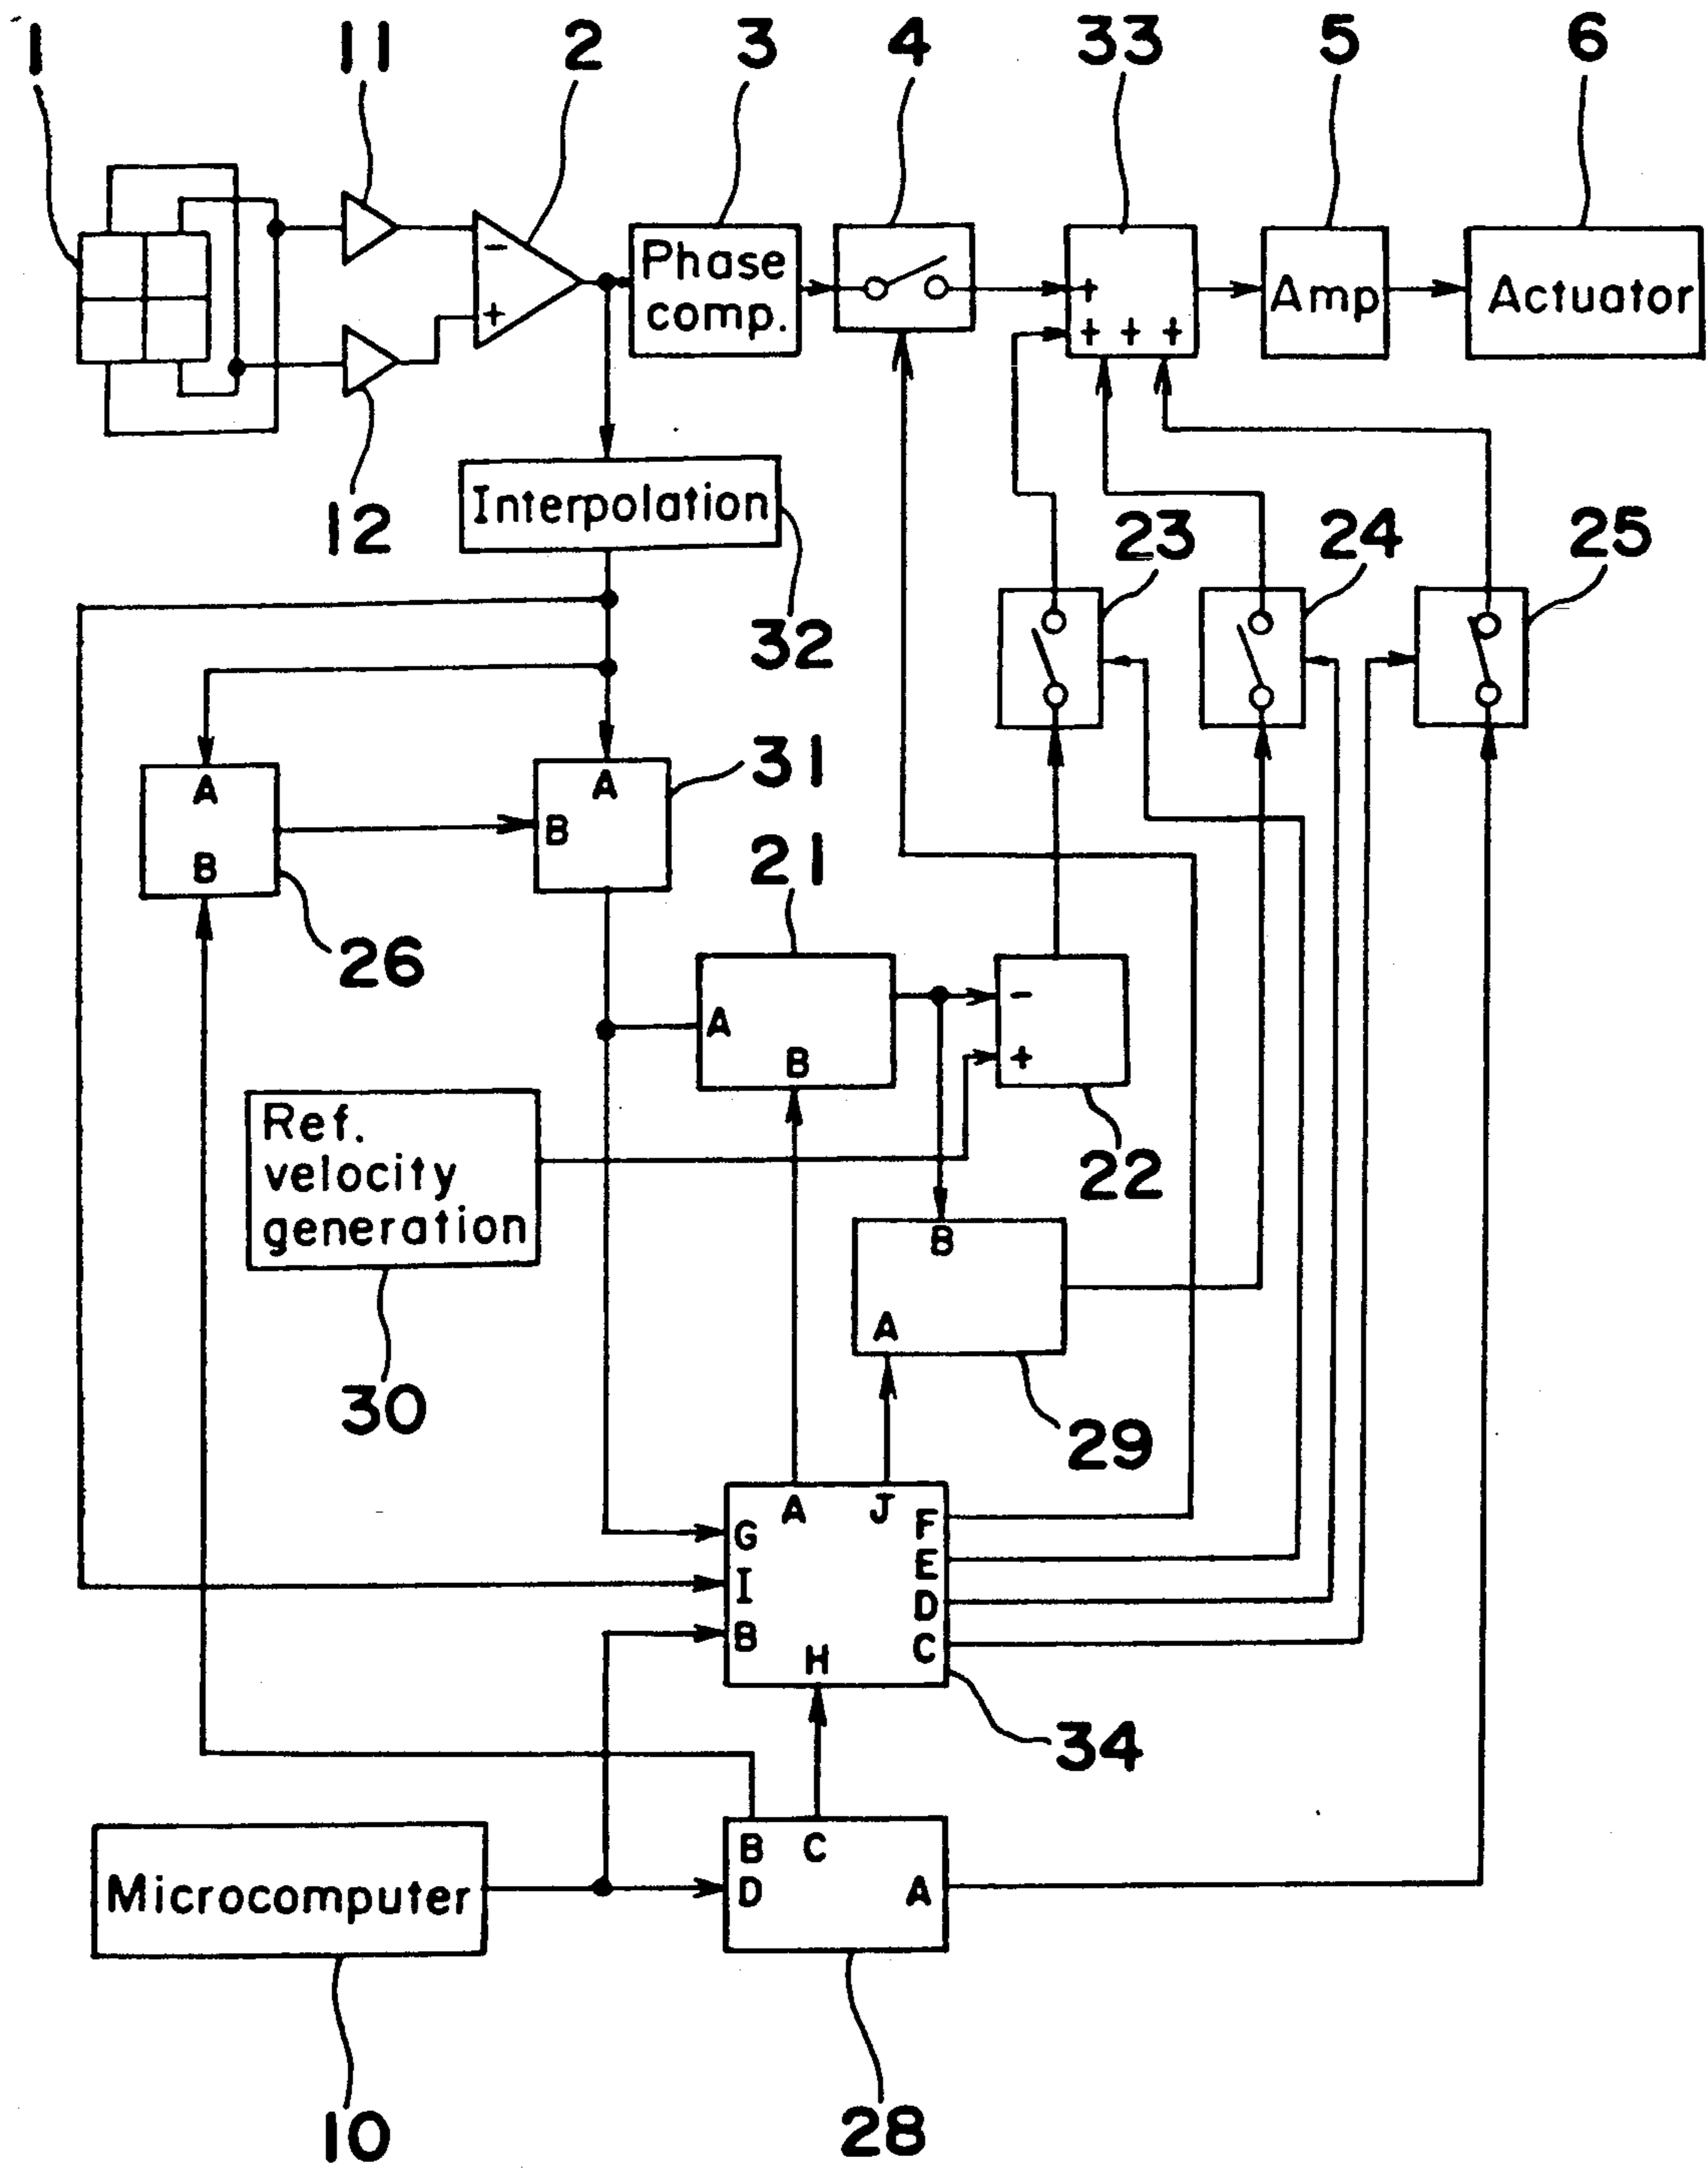 1 11 2 3 4 33 5 6
−
+
Phase
comp.
+
+ + +
Amp
Actuator
12
Interpolation
32
23 24 25
A
B
26
A
B
31
21
A
B
−
+
22
Ref.
velocity
generation
30
B
A
29
A J
G
I
B
H
F
E
D
C
34
Microcomputer
10
B C
D A
28